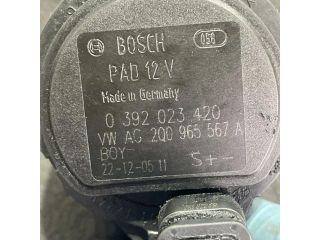 BOSCH 056
PAD 12 V
Made in Germany
0 392 023 420
VW AG 2Q0 965 567 A
BOY-
22-12-05 11 S+-